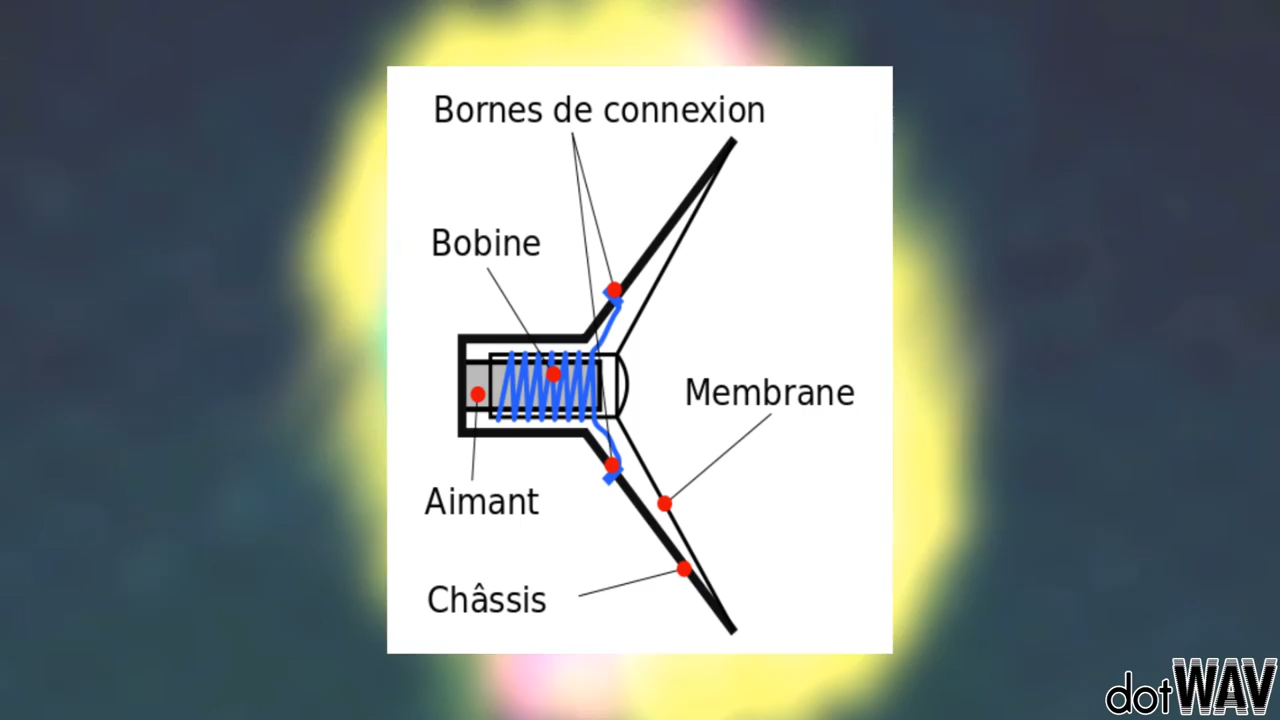 Bornes de connexion
Bobine
Membrane
Aimant
Châssis
dotWAV